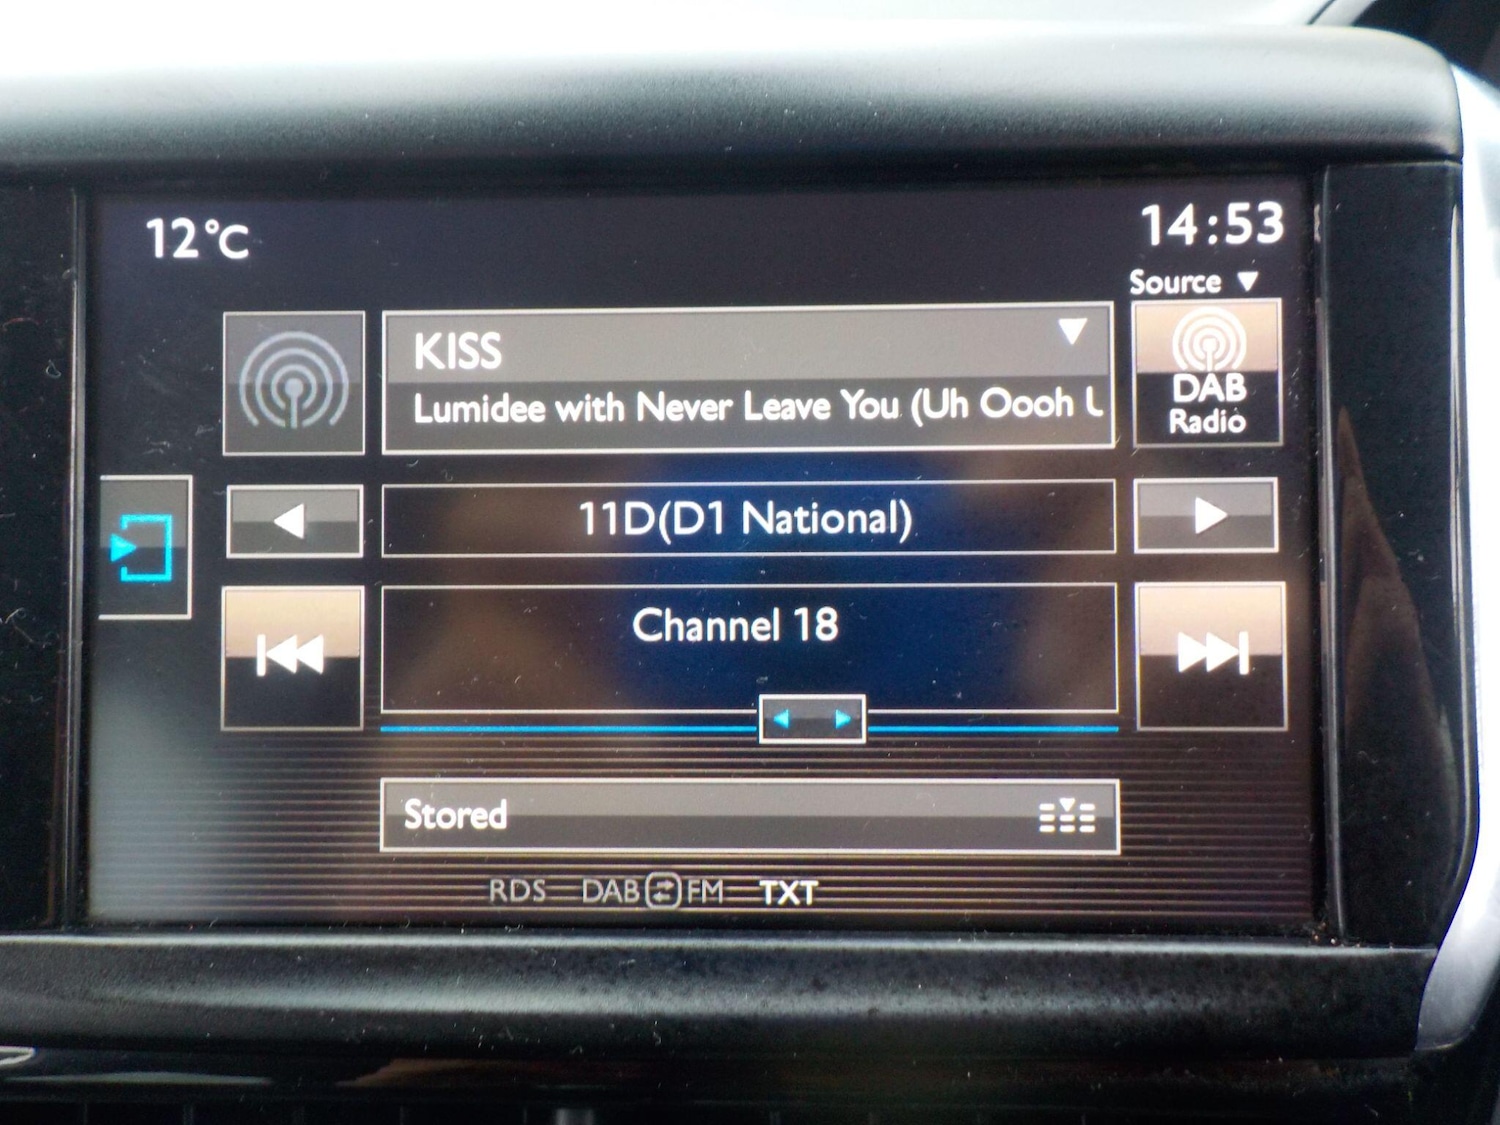 12°C
14:53
Source
KISS
Lumidee with Never Leave You (Uh Oooh
DAB
Radio
11D(D1 National)
Channel 18
Stored
RDS DAB FM TXT